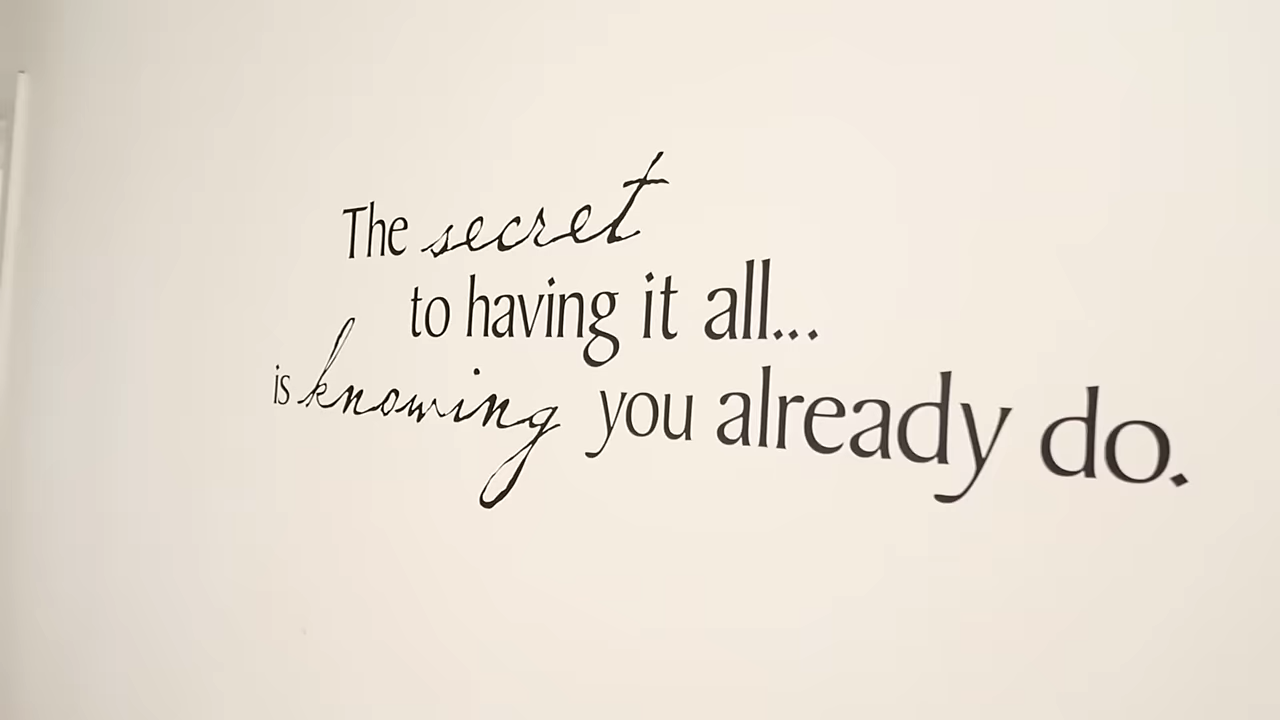 The secret
to having it all...
is knowing you already do.